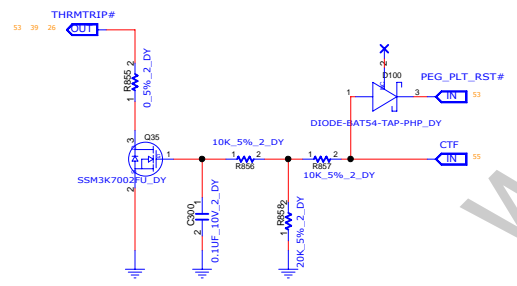 THRMTRIP#
53 39 26
OUT
R855
1 2
0_5%_2_DY
2
D100
1
3
PEG_PLT_RST#
IN
53
DIODE-BAT54-TAP-PHP_DY
3
Q35
1
2
SSM3K7002FU_DY
10K_5%_2_DY
1 2
R856
1 2
R857
10K_5%_2_DY
CTF
IN
55
C300
1 2
0.1UF_10V_2_DY
R858
1 2
20K_5%_2_DY